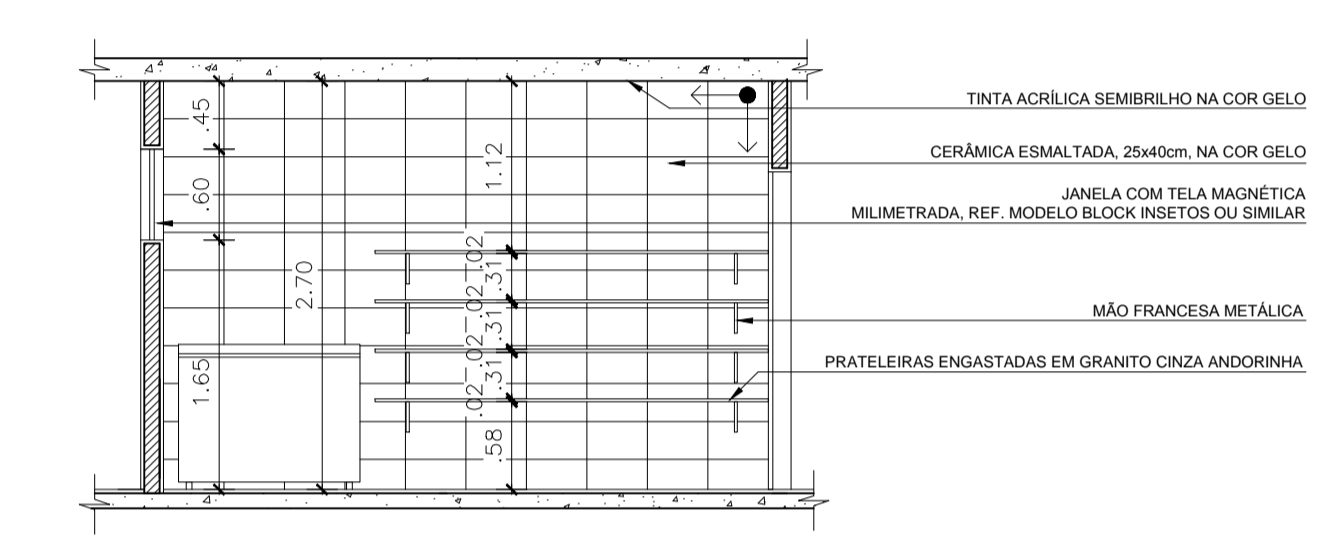 TINTA ACRÍLICA SEMIBRILHO NA COR GELO
CERÂMICA ESMALTADA, 25x40cm, NA COR GELO
JANELA COM TELA MAGNÉTICA
MILIMETRADA, REF. MODELO BLOCK INSETOS OU SIMILAR
MÃO FRANCESA METÁLICA
PRATELEIRAS ENGASTADAS EM GRANITO CINZA ANDORINHA
.45
.60
1.65
2.70
1.12
.02
.31
.02
.31
.02
.31
.02
.58